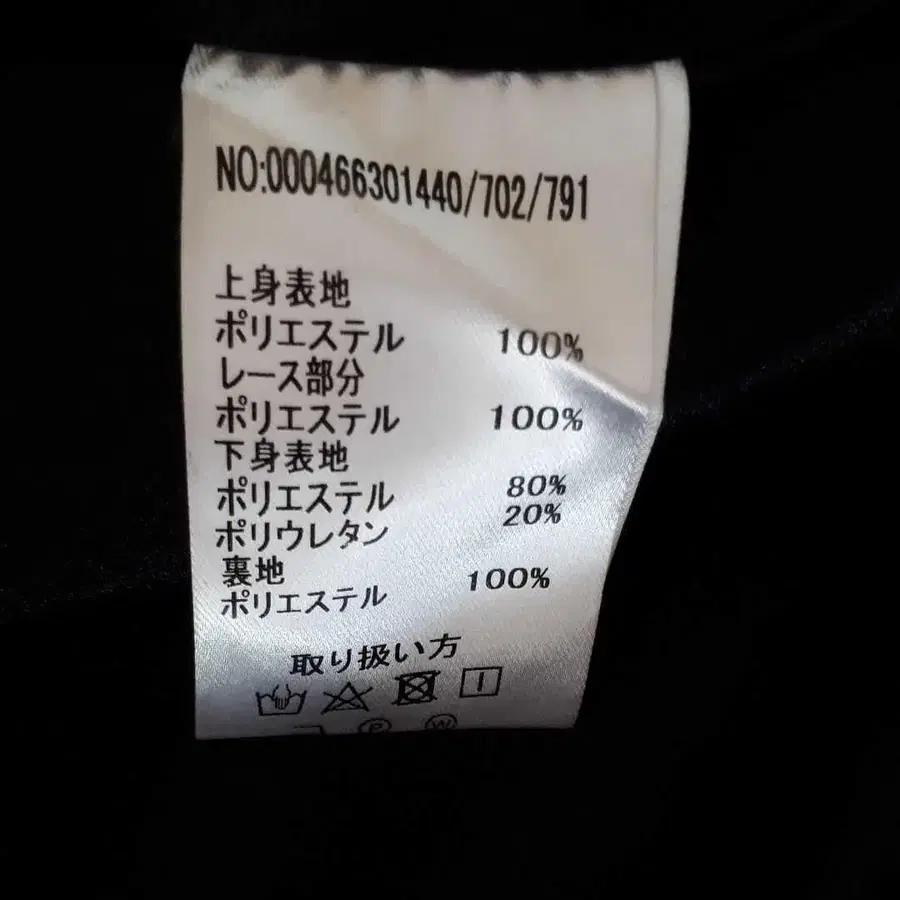 NO:000466301440/702/791
上身表地
ポリエステル 100%
レース部分
ポリエステル 100%
下身表地
ポリエステル 80%
ポリウレタン 20%
裏地
ポリエステル 100%
取り扱い方
P W